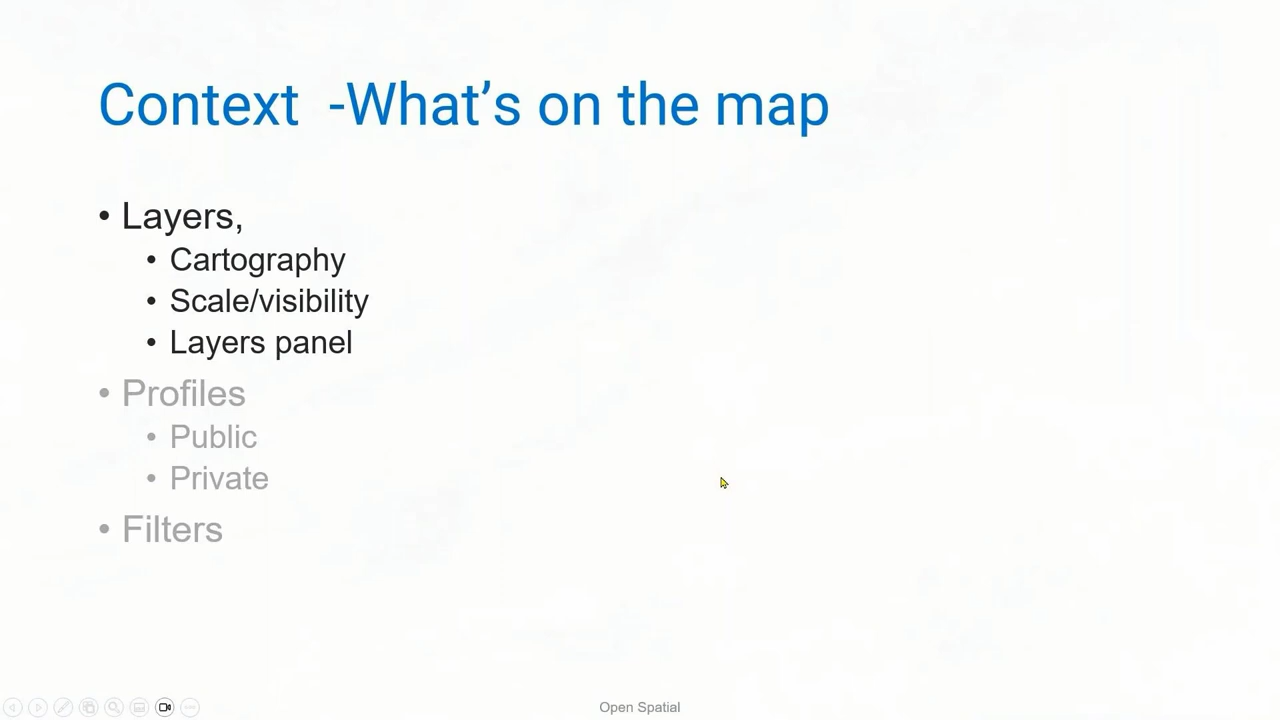 Context  -What’s on the map
• Layers,
• Cartography
• Scale/visibility
• Layers panel
• Profiles
• Public
• Private
• Filters
Open Spatial